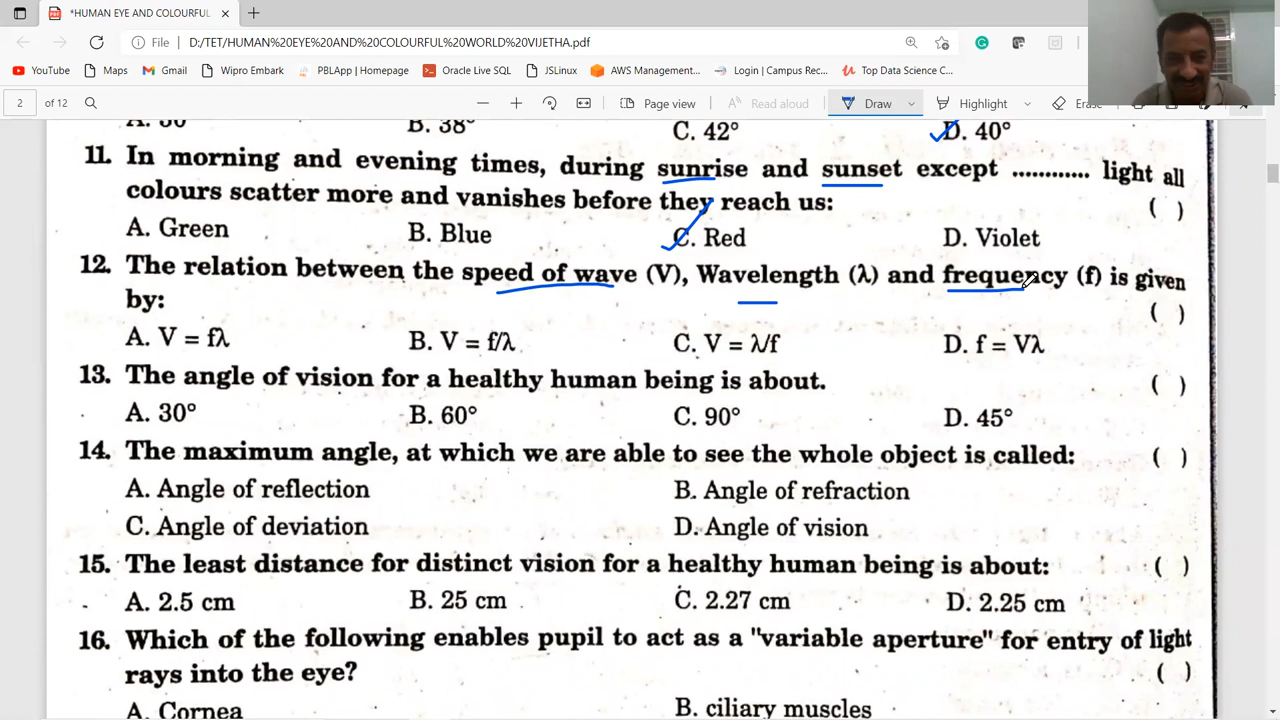 *HUMAN EYE AND COLOURFUL
File D:/TET/HUMAN%20EYE%20AND%20COLOURFUL%20WORLD%20VIJETHA.pdf
YouTube Maps Gmail Wipro Embark PBLApp | Homepage Oracle Live SQL JSLinux AWS Management... Login | Campus Rec... Top Data Science C...
2 of 12 Page view Read aloud Draw Highlight Erase
B. 38° C. 42° D. 40°
11. In morning and evening times, during sunrise and sunset except ............ light all
colours scatter more and vanishes before they reach us: ( )
A. Green B. Blue C. Red D. Violet
12. The relation between the speed of wave (V), Wavelength (λ) and frequency (f) is given
by: ( )
A. V = fλ B. V = f/λ C. V = λ/f D. f = Vλ
13. The angle of vision for a healthy human being is about. ( )
A. 30° B. 60° C. 90° D. 45°
14. The maximum angle, at which we are able to see the whole object is called: ( )
A. Angle of reflection B. Angle of refraction
C. Angle of deviation D. Angle of vision
15. The least distance for distinct vision for a healthy human being is about: ( )
A. 2.5 cm B. 25 cm C. 2.27 cm D. 2.25 cm
16. Which of the following enables pupil to act as a "variable aperture" for entry of light
rays into the eye? ( )
A. Cornea B. ciliary muscles